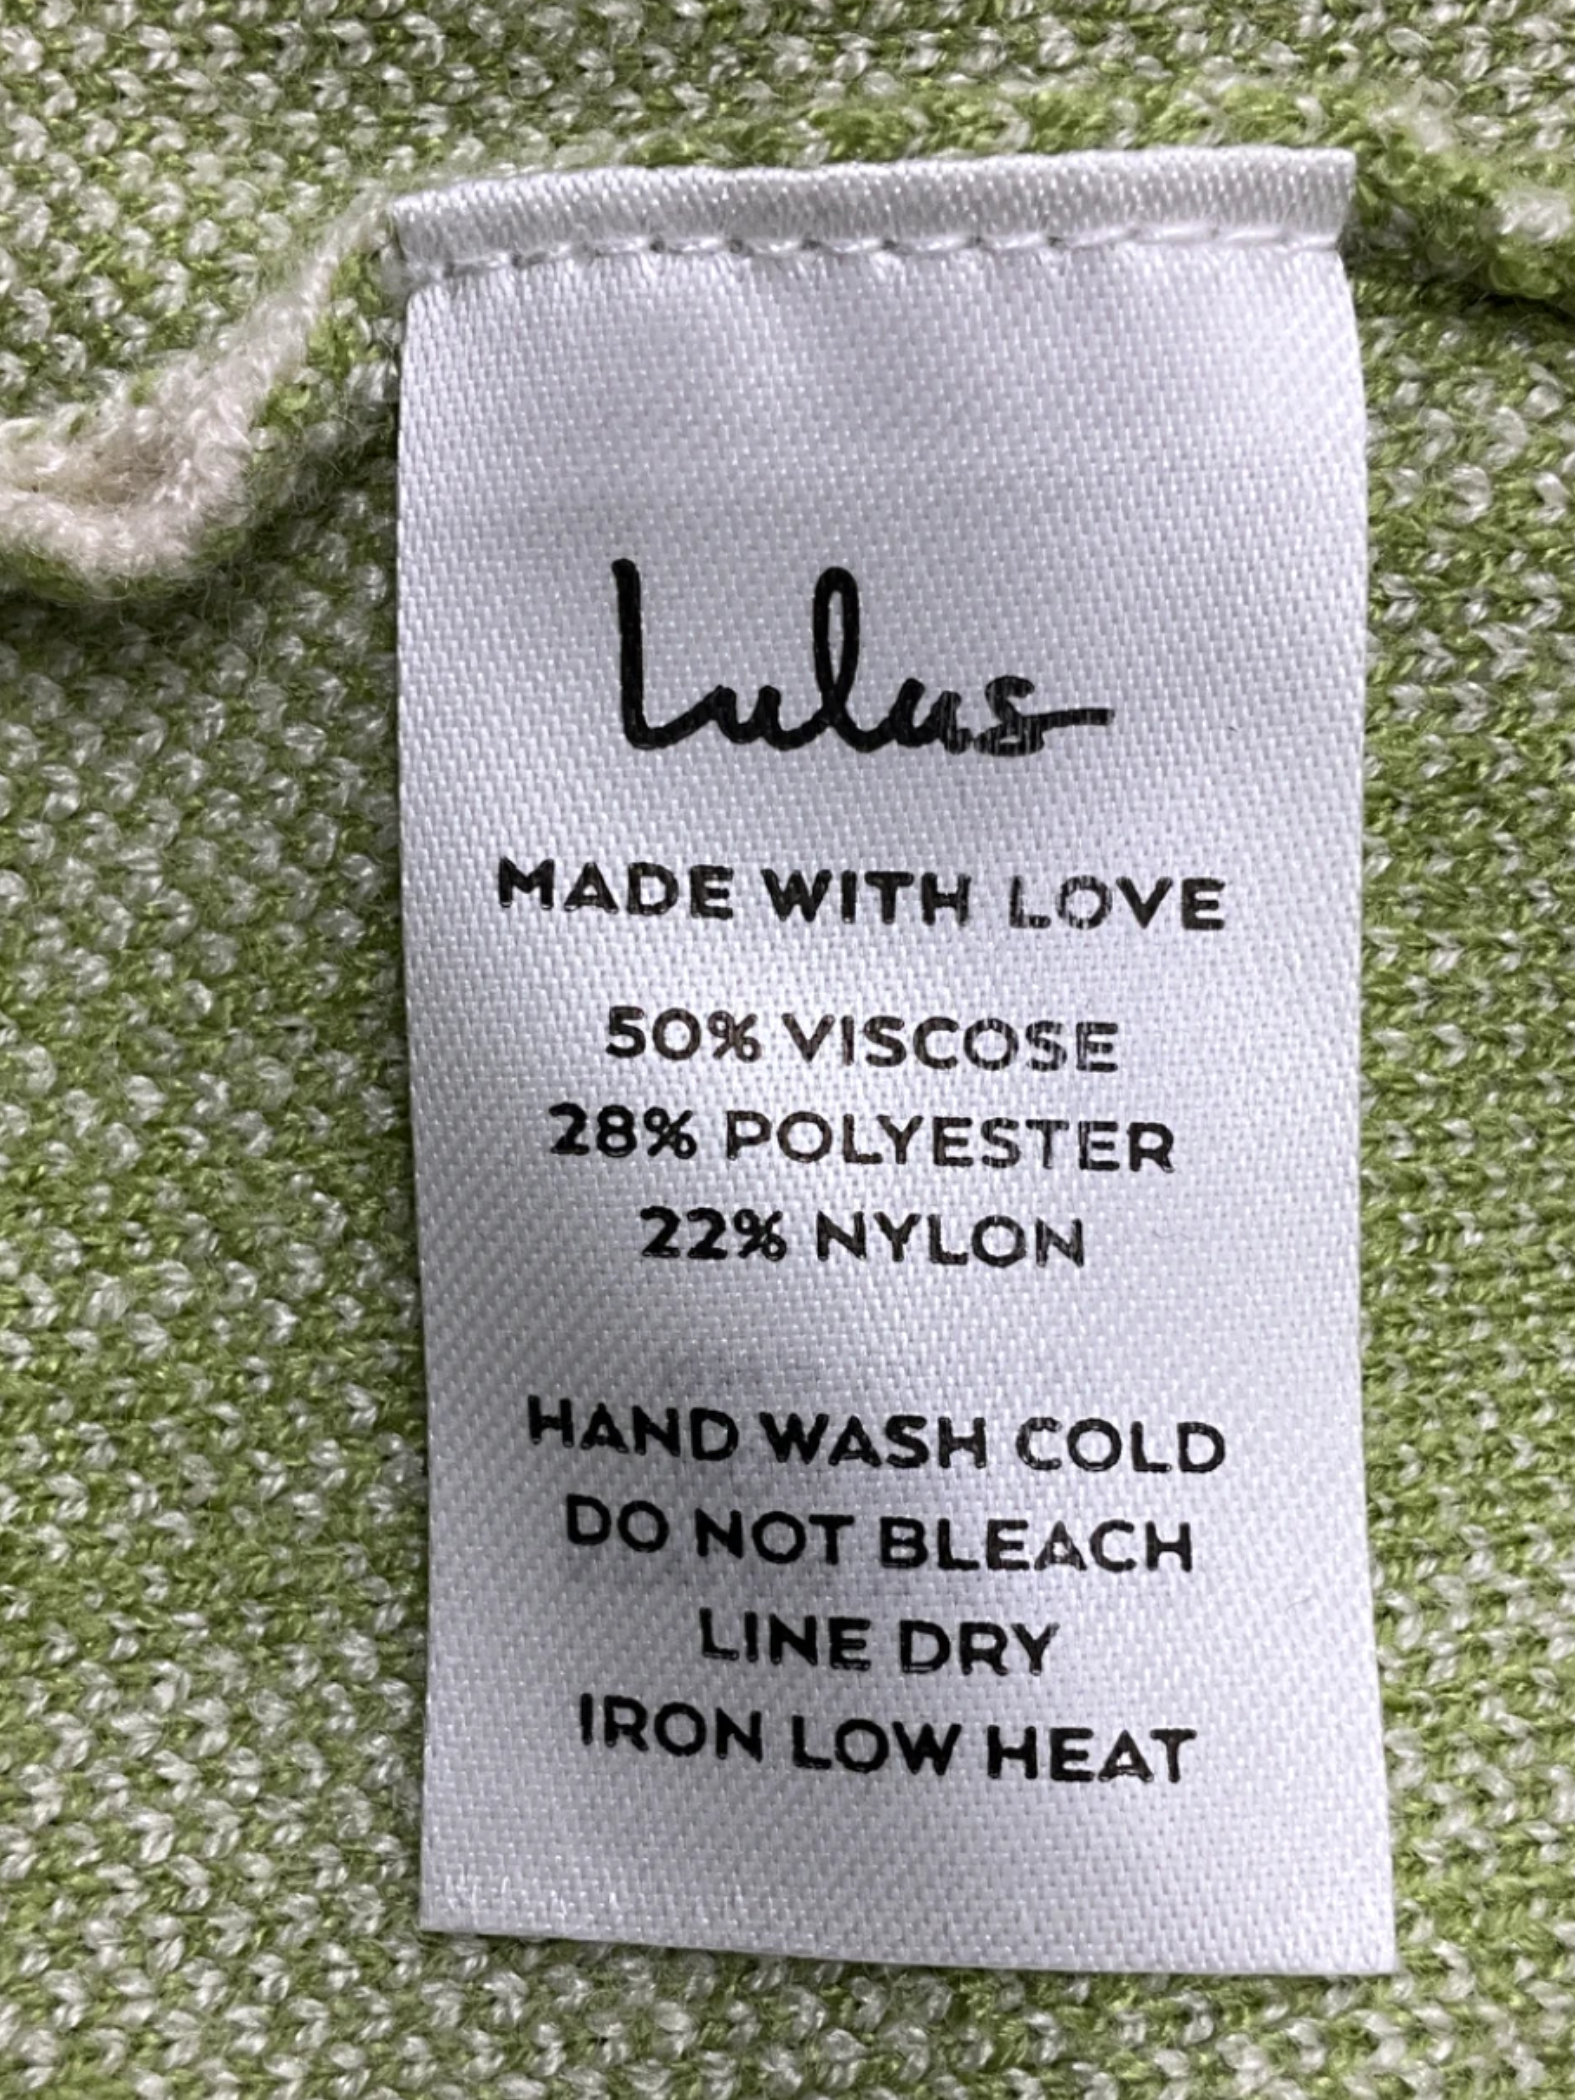 Lulus
MADE WITH LOVE
50% VISCOSE
28% POLYESTER
22% NYLON
HAND WASH COLD
DO NOT BLEACH
LINE DRY
IRON LOW HEAT